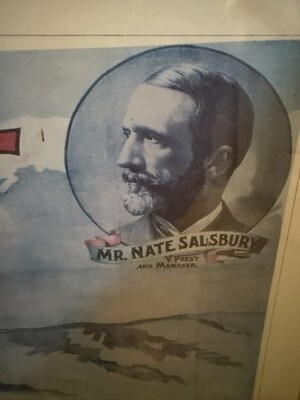 MR. NATE SALSBURY
V. PREST
AND MANAGER.